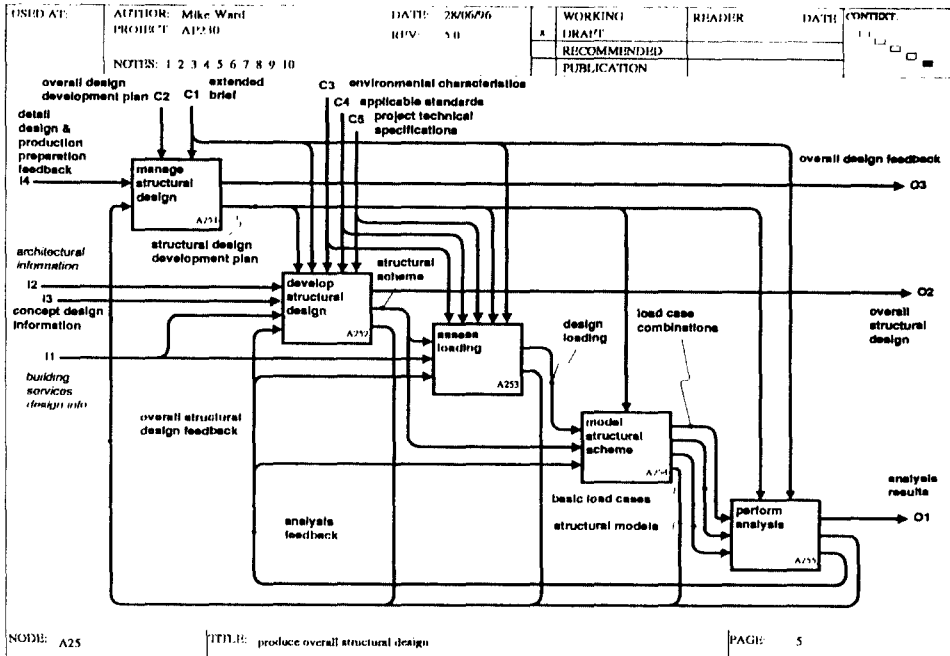 USED AT:
AUTHOR: Mike Ward
DATE: 28/06/96
WORKING
READER
DATE
CONTEXT:
PROJECT: AP230
REV: 5.0
x DRAFT
RECOMMENDED
NOTES: 1 2 3 4 5 6 7 8 9 10
PUBLICATION
overall design
development plan C2
C1 extended
brief
C3 environmental characteristics
C4 applicable standards
C5 project technical
specifications
detail
design &
production
preparation
feedback
I4
manage
structural
design
A251
overall design feedback
O3
structural design
development plan
architectural
information
I2
I3
concept design
information
I1
building
services
design info
develop
structural
design
A252
structural
scheme
O2
overall
structural
design
assess
loading
A253
design
loading
load case
combinations
overall structural
design feedback
model
structural
scheme
A254
basic load cases
structural models
analysis
feedback
perform
analysis
A255
analysis
results
O1
NODE: A25
TITLE: produce overall structural design
PAGE: 5